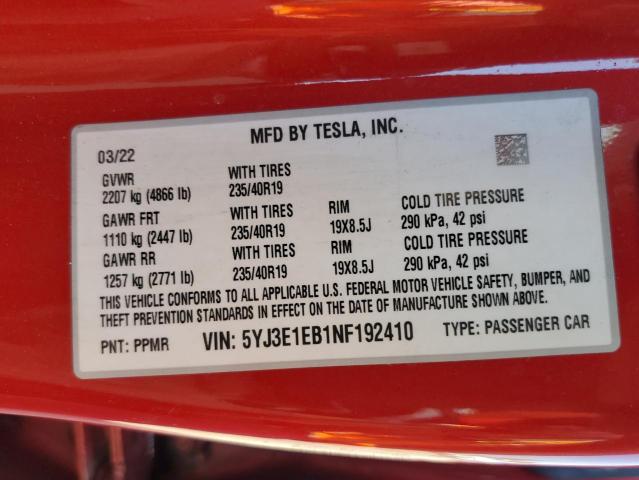 MFD BY TESLA, INC.
03/22
GVWR WITH TIRES
2207 kg (4866 lb) 235/40R19
GAWR FRT WITH TIRES RIM COLD TIRE PRESSURE
1110 kg (2447 lb) 235/40R19 19X8.5J 290 kPa, 42 psi
GAWR RR WITH TIRES RIM COLD TIRE PRESSURE
1257 kg (2771 lb) 235/40R19 19X8.5J 290 kPa, 42 psi
THIS VEHICLE CONFORMS TO ALL APPLICABLE U.S. FEDERAL MOTOR VEHICLE SAFETY, BUMPER, AND
THEFT PREVENTION STANDARDS IN EFFECT ON THE DATE OF MANUFACTURE SHOWN ABOVE.
PNT: PPMR VIN: 5YJ3E1EB1NF192410 TYPE: PASSENGER CAR